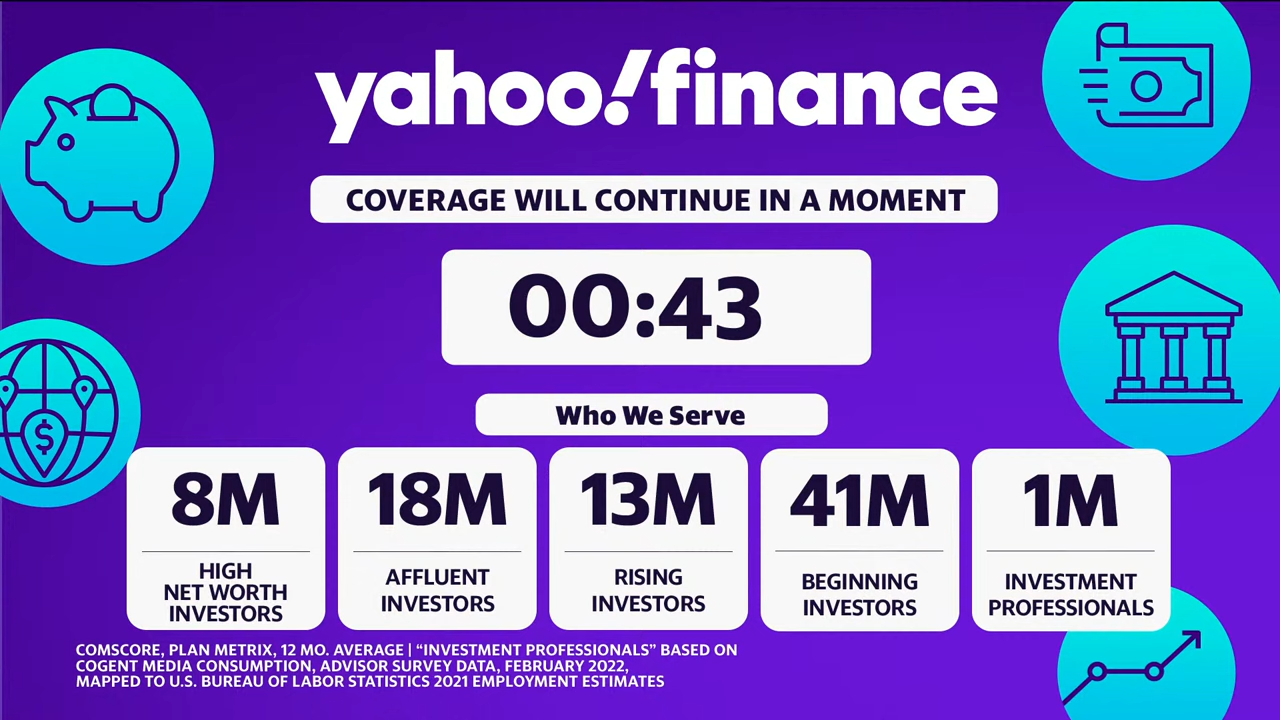 yahoo!finance
COVERAGE WILL CONTINUE IN A MOMENT
00:43
Who We Serve
8M
HIGH
NET WORTH
INVESTORS
18M
AFFLUENT
INVESTORS
13M
RISING
INVESTORS
41M
BEGINNING
INVESTORS
1M
INVESTMENT
PROFESSIONALS
$
COMSCORE, PLAN METRIX, 12 MO. AVERAGE | “INVESTMENT PROFESSIONALS” BASED ON
COGENT MEDIA CONSUMPTION, ADVISOR SURVEY DATA, FEBRUARY 2022,
MAPPED TO U.S. BUREAU OF LABOR STATISTICS 2021 EMPLOYMENT ESTIMATES